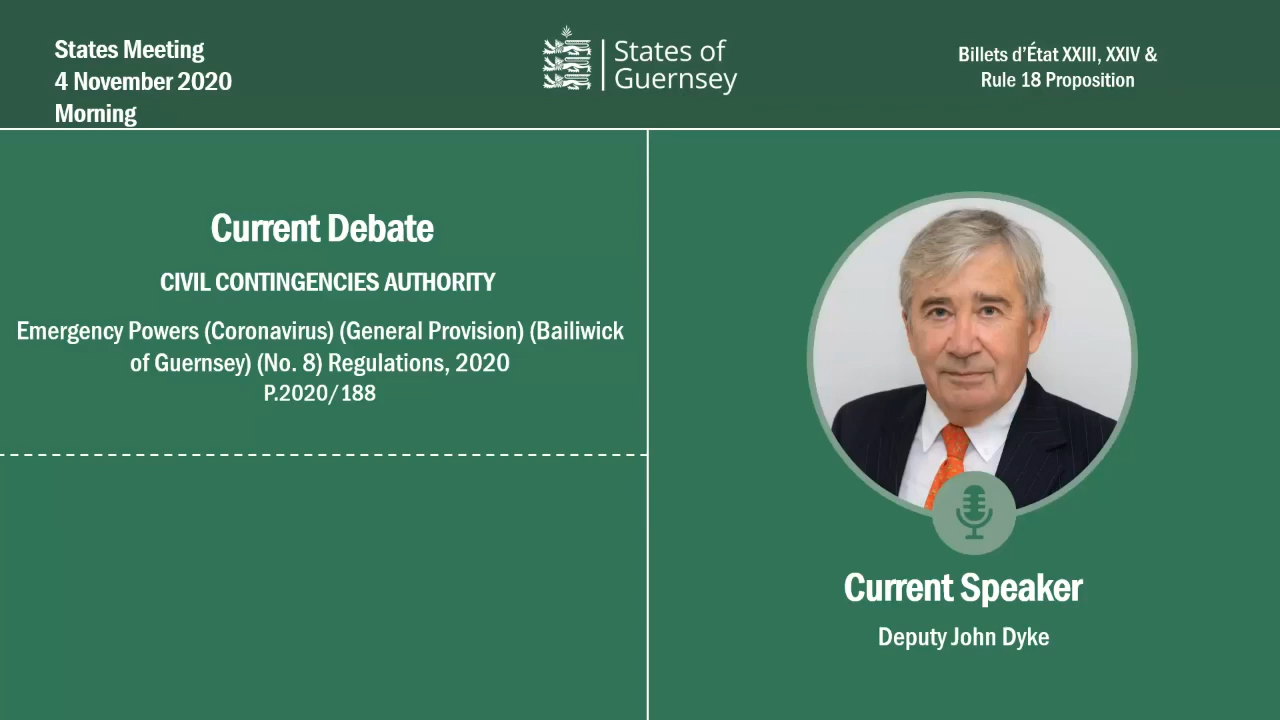 States Meeting
4 November 2020
Morning
States of
Guernsey
Billets d'État XXIII, XXIV &
Rule 18 Proposition
Current Debate
CIVIL CONTINGENCIES AUTHORITY
Emergency Powers (Coronavirus) (General Provision) (Bailiwick
of Guernsey) (No. 8) Regulations, 2020
P.2020/188
Current Speaker
Deputy John Dyke